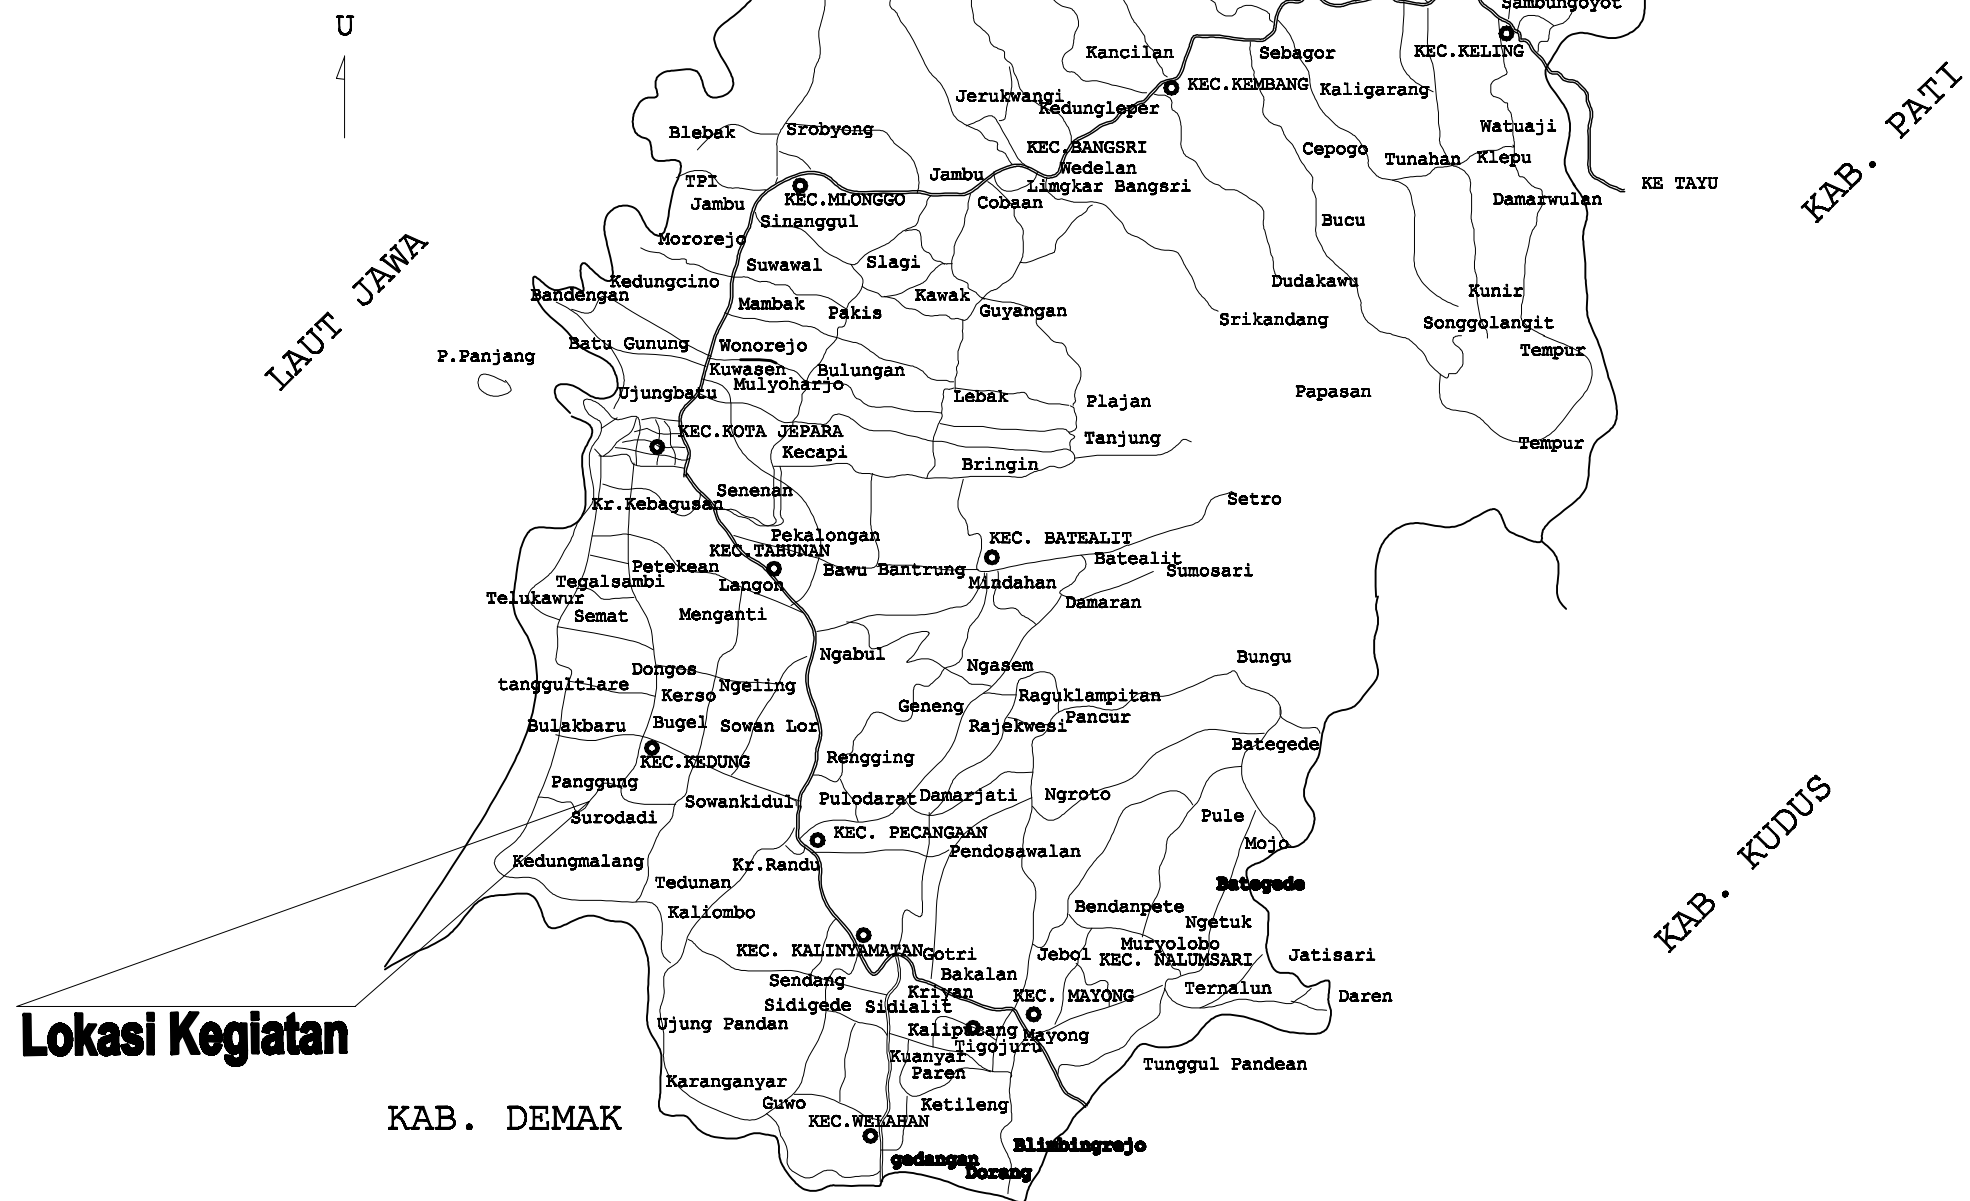 Sambungoyot
U
KEC.KELING
Kancilan
Sebagor
KAB. PATI
KEC.KEMBANG
Kaligarang
Jerukwangi
Kedungleper
Blebak
Srobyong
Watuaji
KEC.BANGSRI
Cepogo
Tunahan
Klepu
Wedelan
Jambu
TPI
Limgkar Bangsri
KE TAYU
Jambu
KEC.MLONGGO
Cobaan
Damarwulan
Sinanggul
Bucu
Mororejo
LAUT JAWA
Suwawal
Slagi
Kedungcino
Dudakawu
Bandengan
Kawak
Kunir
Mambak
Pakis
Guyangan
Srikandang
Songgolangit
Batu Gunung
Wonorejo
Tempur
P.Panjang
Kuwasen
Bulungan
Mulyoharjo
Ujungbatu
Lebak
Plajan
Papasan
KEC.KOTA JEPARA
Tanjung
Tempur
Kecapi
Bringin
Senenan
Setro
Kr.Kebagusan
Pekalongan
KEC. BATEALIT
KEC.TAHUNAN
Batealit
Petekean
Bawu
Bantrung
Sumosari
Tegalsambi
Langon
Mindahan
Telukawur
Damaran
Semat
Menganti
Ngabul
Bungu
Dongos
Ngasem
tanggultlare
Kerso
Ngeling
Raguklampitan
Geneng
Pancur
Bulakbaru
Bugel
Sowan Lor
Rajekwesi
Bategede
KEC.KEDUNG
Rengging
Panggung
Sowankidul
Pulodarat
Damarjati
Ngroto
Surodadi
Pule
KAB. KUDUS
KEC. PECANGAAN
Mojo
Pendosawalan
Kedungmalang
Kr.Randu
Tedunan
Bategede
Kaliombo
Bendanpete
Ngetuk
Muryolobo
KEC. KALINYAMATAN
Gotri
Jebol
KEC. NALUMSARI
Jatisari
Bakalan
Sendang
Kriyan
KEC. MAYONG
Ternalun
Daren
Sidigede
Sidialit
Lokasi Kegiatan
Ujung Pandan
Kalipucang
Mayong
Tigojuru
Kuanyar
Tunggul Pandean
Paren
Karanganyar
Guwo
Ketileng
KAB. DEMAK
KEC.WELAHAN
Blimbingrejo
gedangan
Dorang